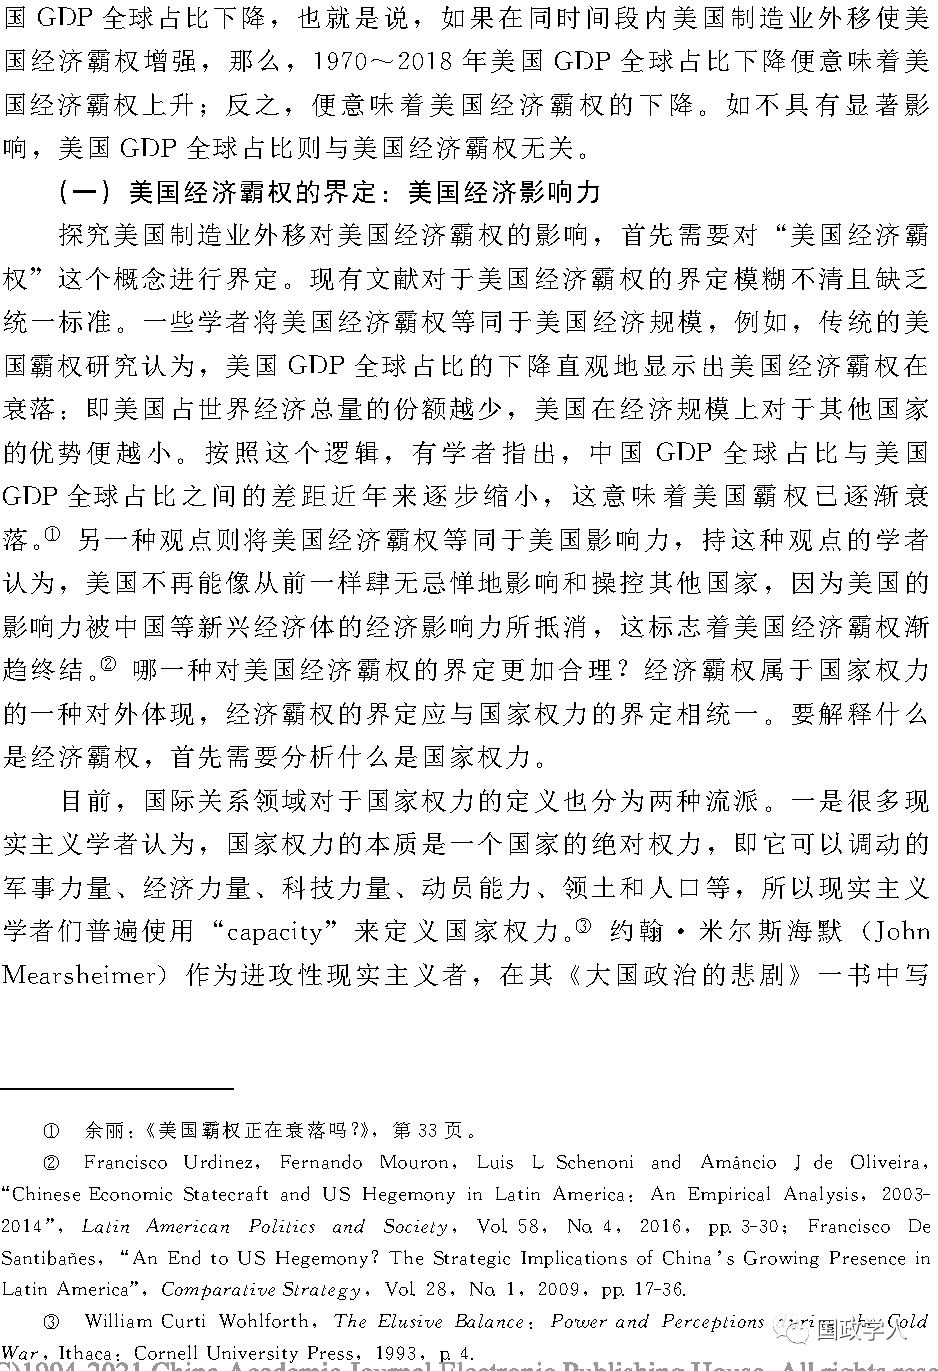 国 GDP 全球占比下降，也就是说，如果在同时间段内美国制造业外移使美
国经济霸权增强，那么，1970～2018 年美国 GDP 全球占比下降便意味着美
国经济霸权上升；反之，便意味着美国经济霸权的下降。如不具有显著影
响，美国 GDP 全球占比则与美国经济霸权无关。
（一）美国经济霸权的界定：美国经济影响力
探究美国制造业外移对美国经济霸权的影响，首先需要对“美国经济霸
权”这个概念进行界定。现有文献对于美国经济霸权的界定模糊不清且缺乏
统一标准。一些学者将美国经济霸权等同于美国经济规模，例如，传统的美
国霸权研究认为，美国 GDP 全球占比的下降直观地显示出美国经济霸权在
衰落：即美国占世界经济总量的份额越少，美国在经济规模上对于其他国家
的优势便越小。按照这个逻辑，有学者指出，中国 GDP 全球占比与美国
GDP 全球占比之间的差距近年来逐步缩小，这意味着美国霸权已逐渐衰
落。① 另一种观点则将美国经济霸权等同于美国影响力，持这种观点的学者
认为，美国不再能像从前一样肆无忌惮地影响和操控其他国家，因为美国的
影响力被中国等新兴经济体的经济影响力所抵消，这标志着美国经济霸权渐
趋终结。② 哪一种对美国经济霸权的界定更加合理？经济霸权属于国家权力
的一种对外体现，经济霸权的界定应与国家权力的界定相统一。要解释什么
是经济霸权，首先需要分析什么是国家权力。
目前，国际关系领域对于国家权力的定义也分为两种流派。一是很多现
实主义学者认为，国家权力的本质是一个国家的绝对权力，即它可以调动的
军事力量、经济力量、科技力量、动员能力、领土和人口等，所以现实主义
学者们普遍使用“capacity”来定义国家权力。③ 约翰·米尔斯海默（John
Mearsheimer）作为进攻性现实主义者，在其《大国政治的悲剧》一书中写
① 余丽：《美国霸权正在衰落吗？》，第 33 页。
② Francisco Urdinez, Fernando Mouron, Luis L Schenoni and Amâncio J de Oliveira,
“Chinese Economic Statecraft and US Hegemony in Latin America: An Empirical Analysis, 2003-
2014”, Latin American Politics and Society, Vol. 58, No. 4, 2016, pp. 3-30; Francisco De
Santibañes, “An End to US Hegemony? The Strategic Implications of China’s Growing Presence in
Latin America”, Comparative Strategy, Vol. 28, No. 1, 2009, pp. 17-36.
③ William Curti Wohlforth, The Elusive Balance: Power and Perceptions during the Cold
War, Ithaca: Cornell University Press, 1993, p. 4.
国政学人
(C)1994-2021 China Academic Journal Electronic Publishing House. All rights rese